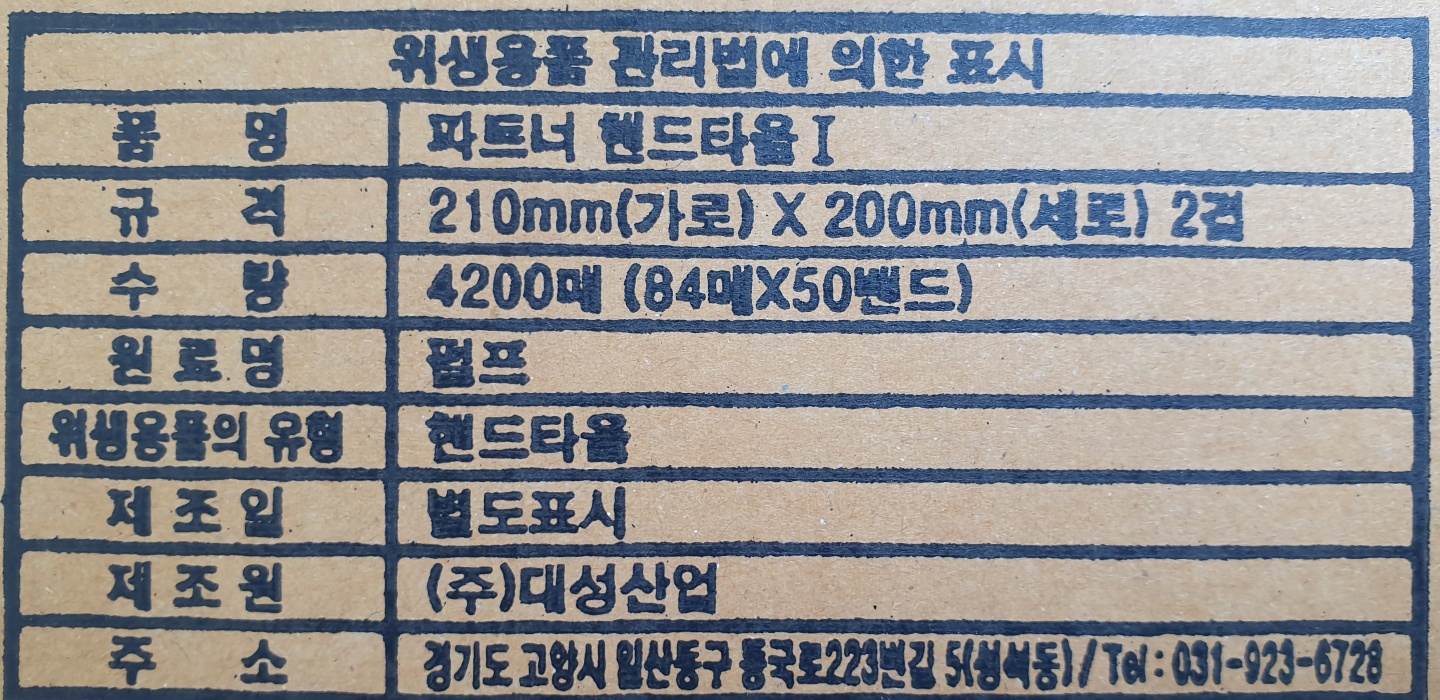 위생용품 관리법에 의한 표시
품 명 파트너 핸드타올 I
규 격 210mm(가로) X 200mm(세로) 2겹
수 량 4200매 (84매X50밴드)
원료명 펄프
위생용품의 유형 핸드타올
제조일 별도표시
제조원 (주)대성산업
주 소 경기도 고양시 일산동구 통국로223번길 5(성석동) / Tel : 031-923-6728